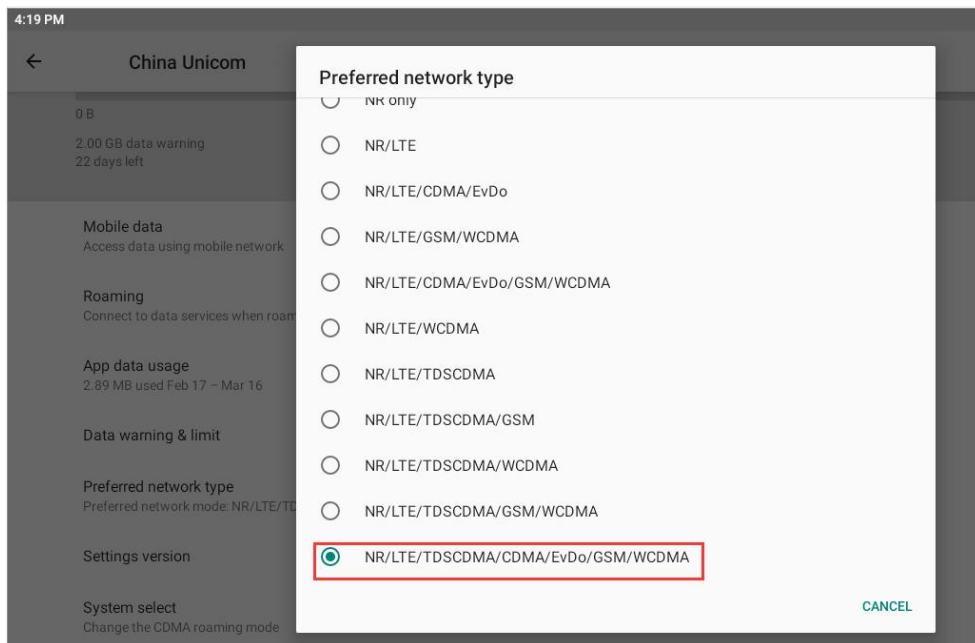 4:19 PM
China Unicom
0 B
2.00 GB data warning
22 days left
Mobile data
Access data using mobile network
Roaming
Connect to data services when roam
App data usage
2.89 MB used Feb 17 – Mar 16
Data warning & limit
Preferred network type
Preferred network mode: NR/LTE/TD
Settings version
System select
Change the CDMA roaming mode
Preferred network type
NR only
NR/LTE
NR/LTE/CDMA/EvDo
NR/LTE/GSM/WCDMA
NR/LTE/CDMA/EvDo/GSM/WCDMA
NR/LTE/WCDMA
NR/LTE/TDSCDMA
NR/LTE/TDSCDMA/GSM
NR/LTE/TDSCDMA/WCDMA
NR/LTE/TDSCDMA/GSM/WCDMA
NR/LTE/TDSCDMA/CDMA/EvDo/GSM/WCDMA
CANCEL